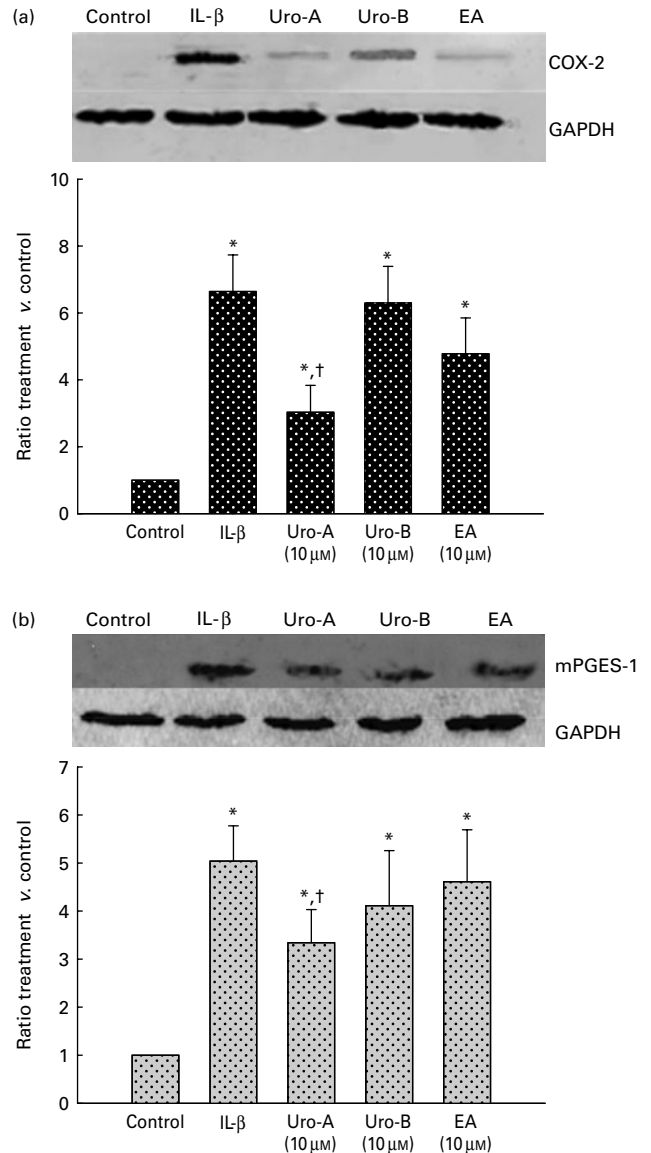 (a)
Control IL-β Uro-A Uro-B EA
COX-2
GAPDH
10
8
6
4
2
0
Ratio treatment v. control
*
*,†
*
*
Control IL-β Uro-A (10 μM) Uro-B (10 μM) EA (10 μM)
(b)
Control IL-β Uro-A Uro-B EA
mPGES-1
GAPDH
7
6
5
4
3
2
1
0
Ratio treatment v. control
*
*,†
*
*
Control IL-β Uro-A (10 μM) Uro-B (10 μM) EA (10 μM)